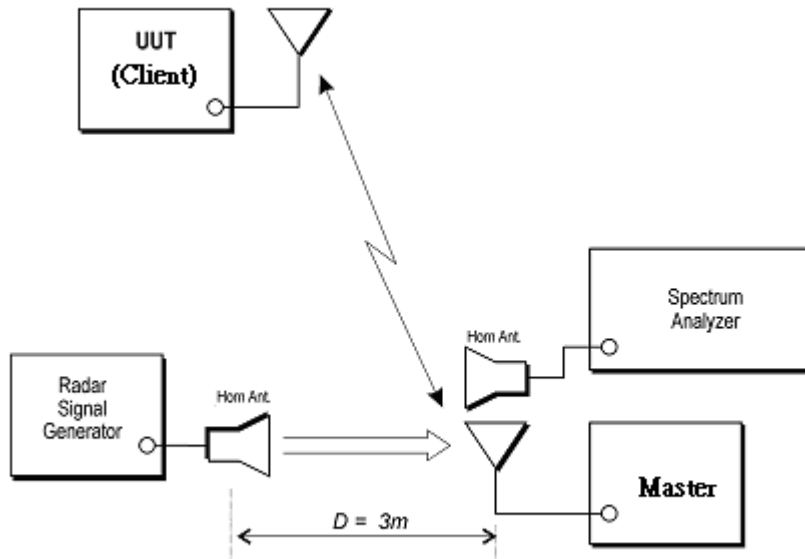 UUT
(Client)
Spectrum
Analyzer
Horn Ant.
Radar
Signal
Generator
Horn Ant.
Master
D = 3m